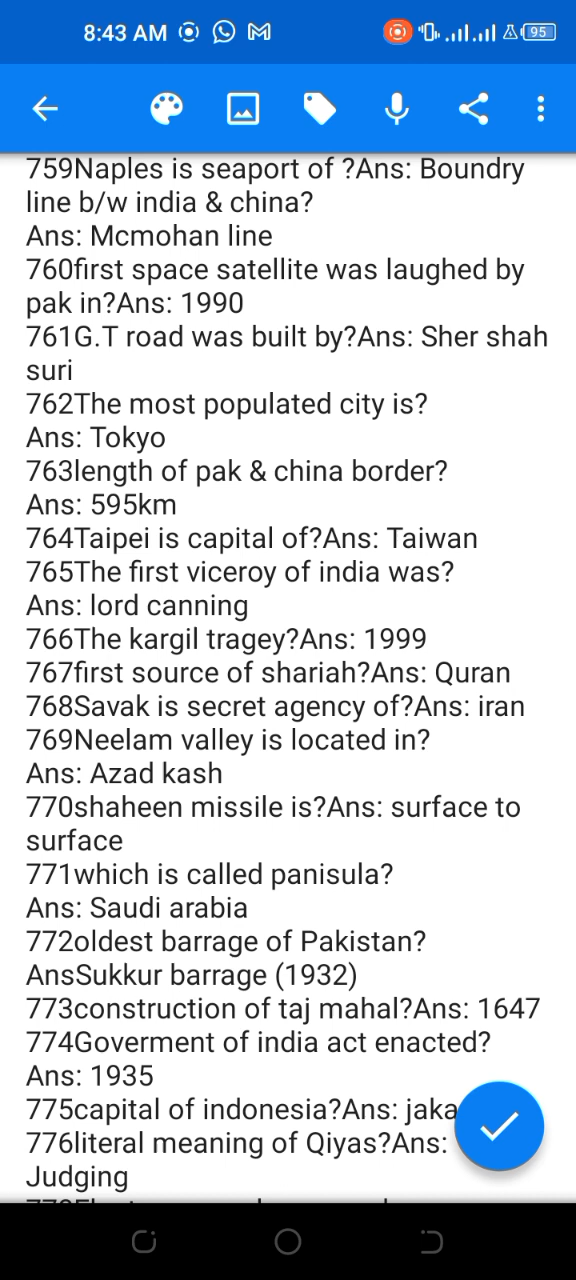 8:43 AM
95
759Naples is seaport of ?Ans: Boundry
line b/w india & china?
Ans: Mcmohan line
760first space satellite was laughed by
pak in?Ans: 1990
761G.T road was built by?Ans: Sher shah
suri
762The most populated city is?
Ans: Tokyo
763length of pak & china border?
Ans: 595km
764Taipei is capital of?Ans: Taiwan
765The first viceroy of india was?
Ans: lord canning
766The kargil tragey?Ans: 1999
767first source of shariah?Ans: Quran
768Savak is secret agency of?Ans: iran
769Neelam valley is located in?
Ans: Azad kash
770shaheen missile is?Ans: surface to
surface
771which is called panisula?
Ans: Saudi arabia
772oldest barrage of Pakistan?
AnsSukkur barrage (1932)
773construction of taj mahal?Ans: 1647
774Goverment of india act enacted?
Ans: 1935
775capital of indonesia?Ans: jaka
776literal meaning of Qiyas?Ans:
Judging